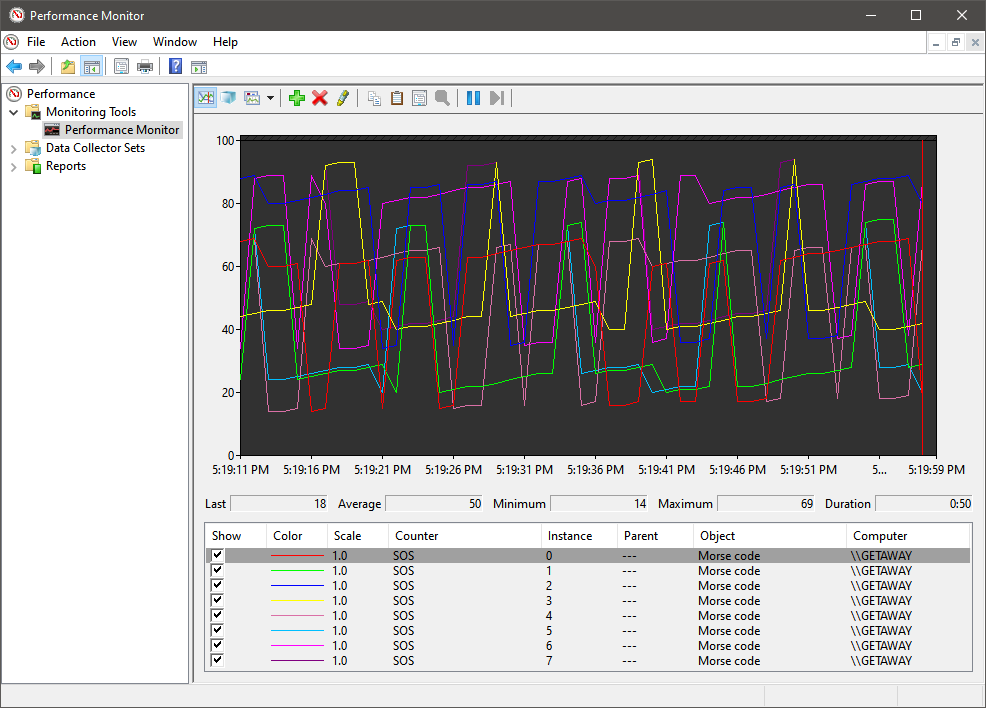 Performance Monitor
File Action View Window Help
Performance
Monitoring Tools
Performance Monitor
Data Collector Sets
Reports
100
80
60
40
20
0
5:19:11 PM 5:19:16 PM 5:19:21 PM 5:19:26 PM 5:19:31 PM 5:19:36 PM 5:19:41 PM 5:19:46 PM 5:19:51 PM 5... 5:19:59 PM
Last 18 Average 50 Minimum 14 Maximum 69 Duration 0:50
Show Color Scale Counter Instance Parent Object Computer
1.0 SOS 0 --- Morse code \\GETAWAY
1.0 SOS 1 --- Morse code \\GETAWAY
1.0 SOS 2 --- Morse code \\GETAWAY
1.0 SOS 3 --- Morse code \\GETAWAY
1.0 SOS 4 --- Morse code \\GETAWAY
1.0 SOS 5 --- Morse code \\GETAWAY
1.0 SOS 6 --- Morse code \\GETAWAY
1.0 SOS 7 --- Morse code \\GETAWAY